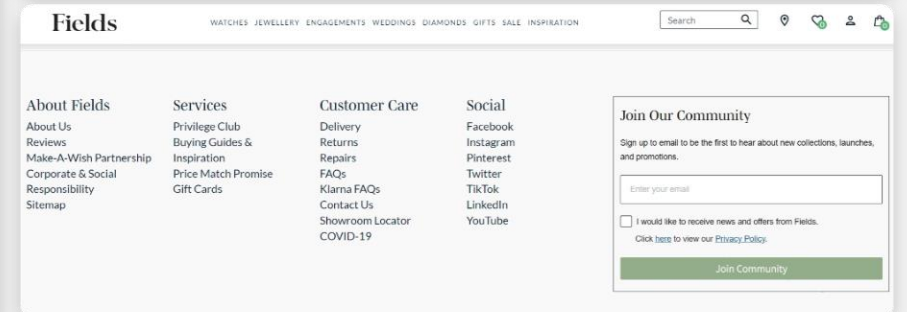 Fields
WATCHES JEWELLERY ENGAGEMENTS WEDDINGS DIAMONDS GIFTS SALE INSPIRATION
Search
About Fields
About Us
Reviews
Make-A-Wish Partnership
Corporate & Social
Responsibility
Sitemap
Services
Privilege Club
Buying Guides &
Inspiration
Price Match Promise
Gift Cards
Customer Care
Delivery
Returns
Repairs
FAQs
Klarna FAQs
Contact Us
Showroom Locator
COVID-19
Social
Facebook
Instagram
Pinterest
Twitter
TikTok
LinkedIn
YouTube
Join Our Community
Sign up to email to be the first to hear about new collections, launches,
and promotions.
Enter your email
I would like to receive news and offers from Fields.
Click here to view our Privacy Policy.
Join Community